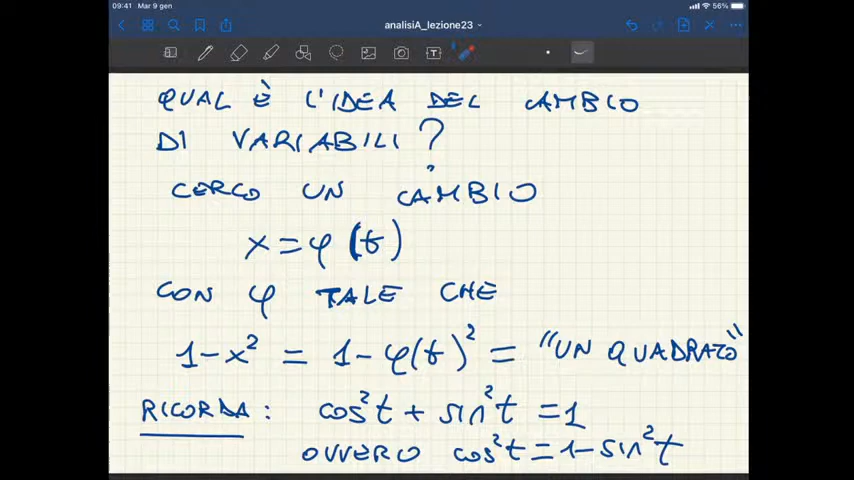 09:41 Mar 9 gen
56%
analisiA_lezione23
QUAL È L'IDEA DEL CAMBIO
DI VARIABILI?
CERCO UN CAMBIO
x = φ(t)
CON φ TALE CHE
1-x² = 1-φ(t)² = "UN QUADRATO"
RICORDA: cos²t + sin²t = 1
OVVERO cos²t = 1-sin²t